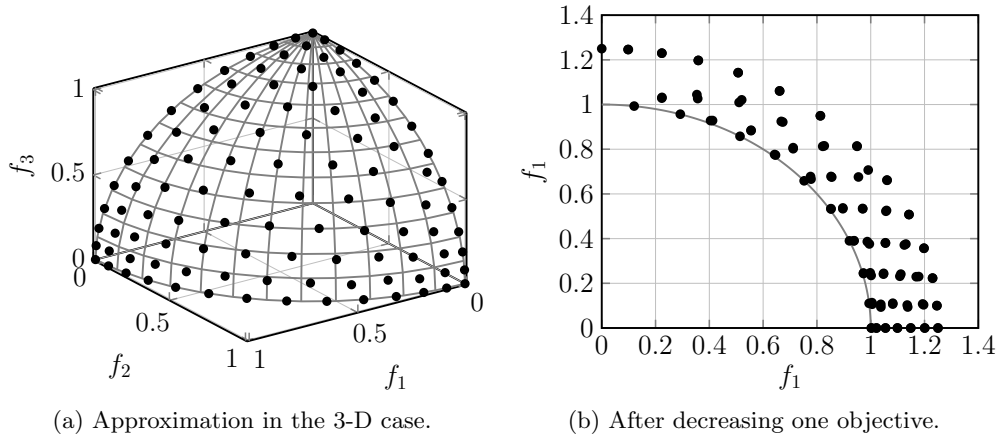 1
0.5
0
0
0.5
1
1
0.5
0
f3
f2
f1
(a) Approximation in the 3-D case.
1.4
1.2
1
0.8
0.6
0.4
0.2
0
0 0.2 0.4 0.6 0.8 1 1.2 1.4
f1
f1
(b) After decreasing one objective.